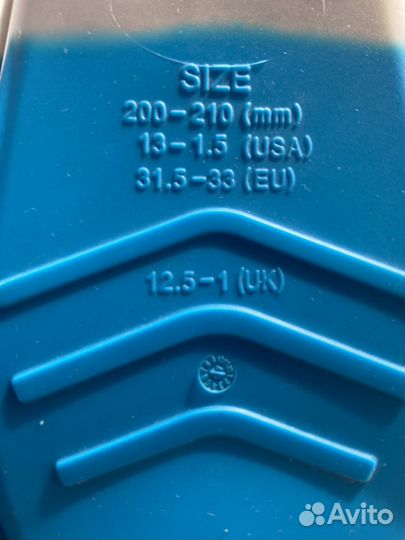 SIZE
200-210 (mm)
13-1.5 (USA)
31.5-33 (EU)
12.5-1 (UK)
Avito